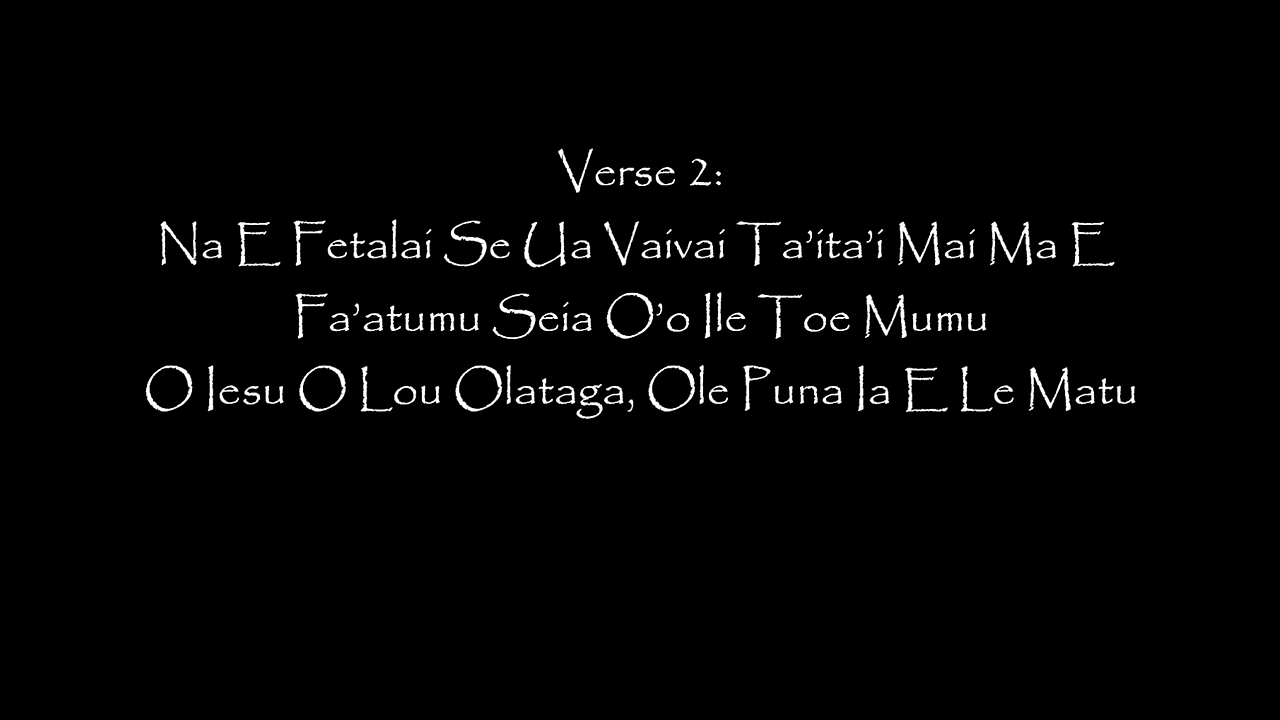 Verse 2:
Na E Fetalai Se Ua Vaivai Ta’ita’i Mai Ma E
Fa’atumu Seia O’o Ile Toe Mumu
O Iesu O Lou Olataga, Ole Puna Ia E Le Matu